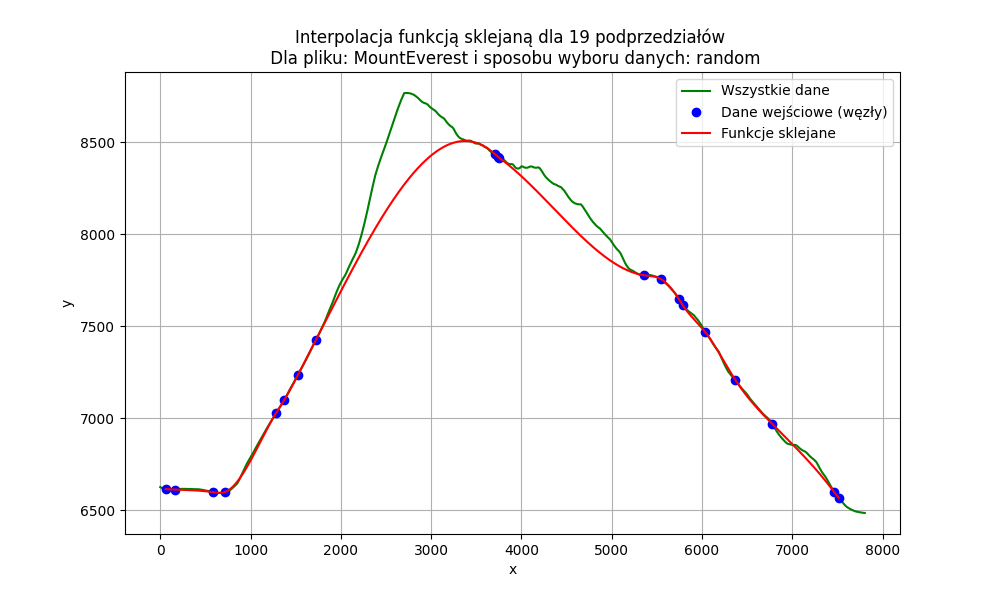 Interpolacja funkcją sklejaną dla 19 podprzedziałów
Dla pliku: MountEverest i sposobu wyboru danych: random
Wszystkie dane
Dane wejściowe (węzły)
Funkcje sklejane
y
8500
8000
7500
7000
6500
0 1000 2000 3000 4000 5000 6000 7000 8000
x